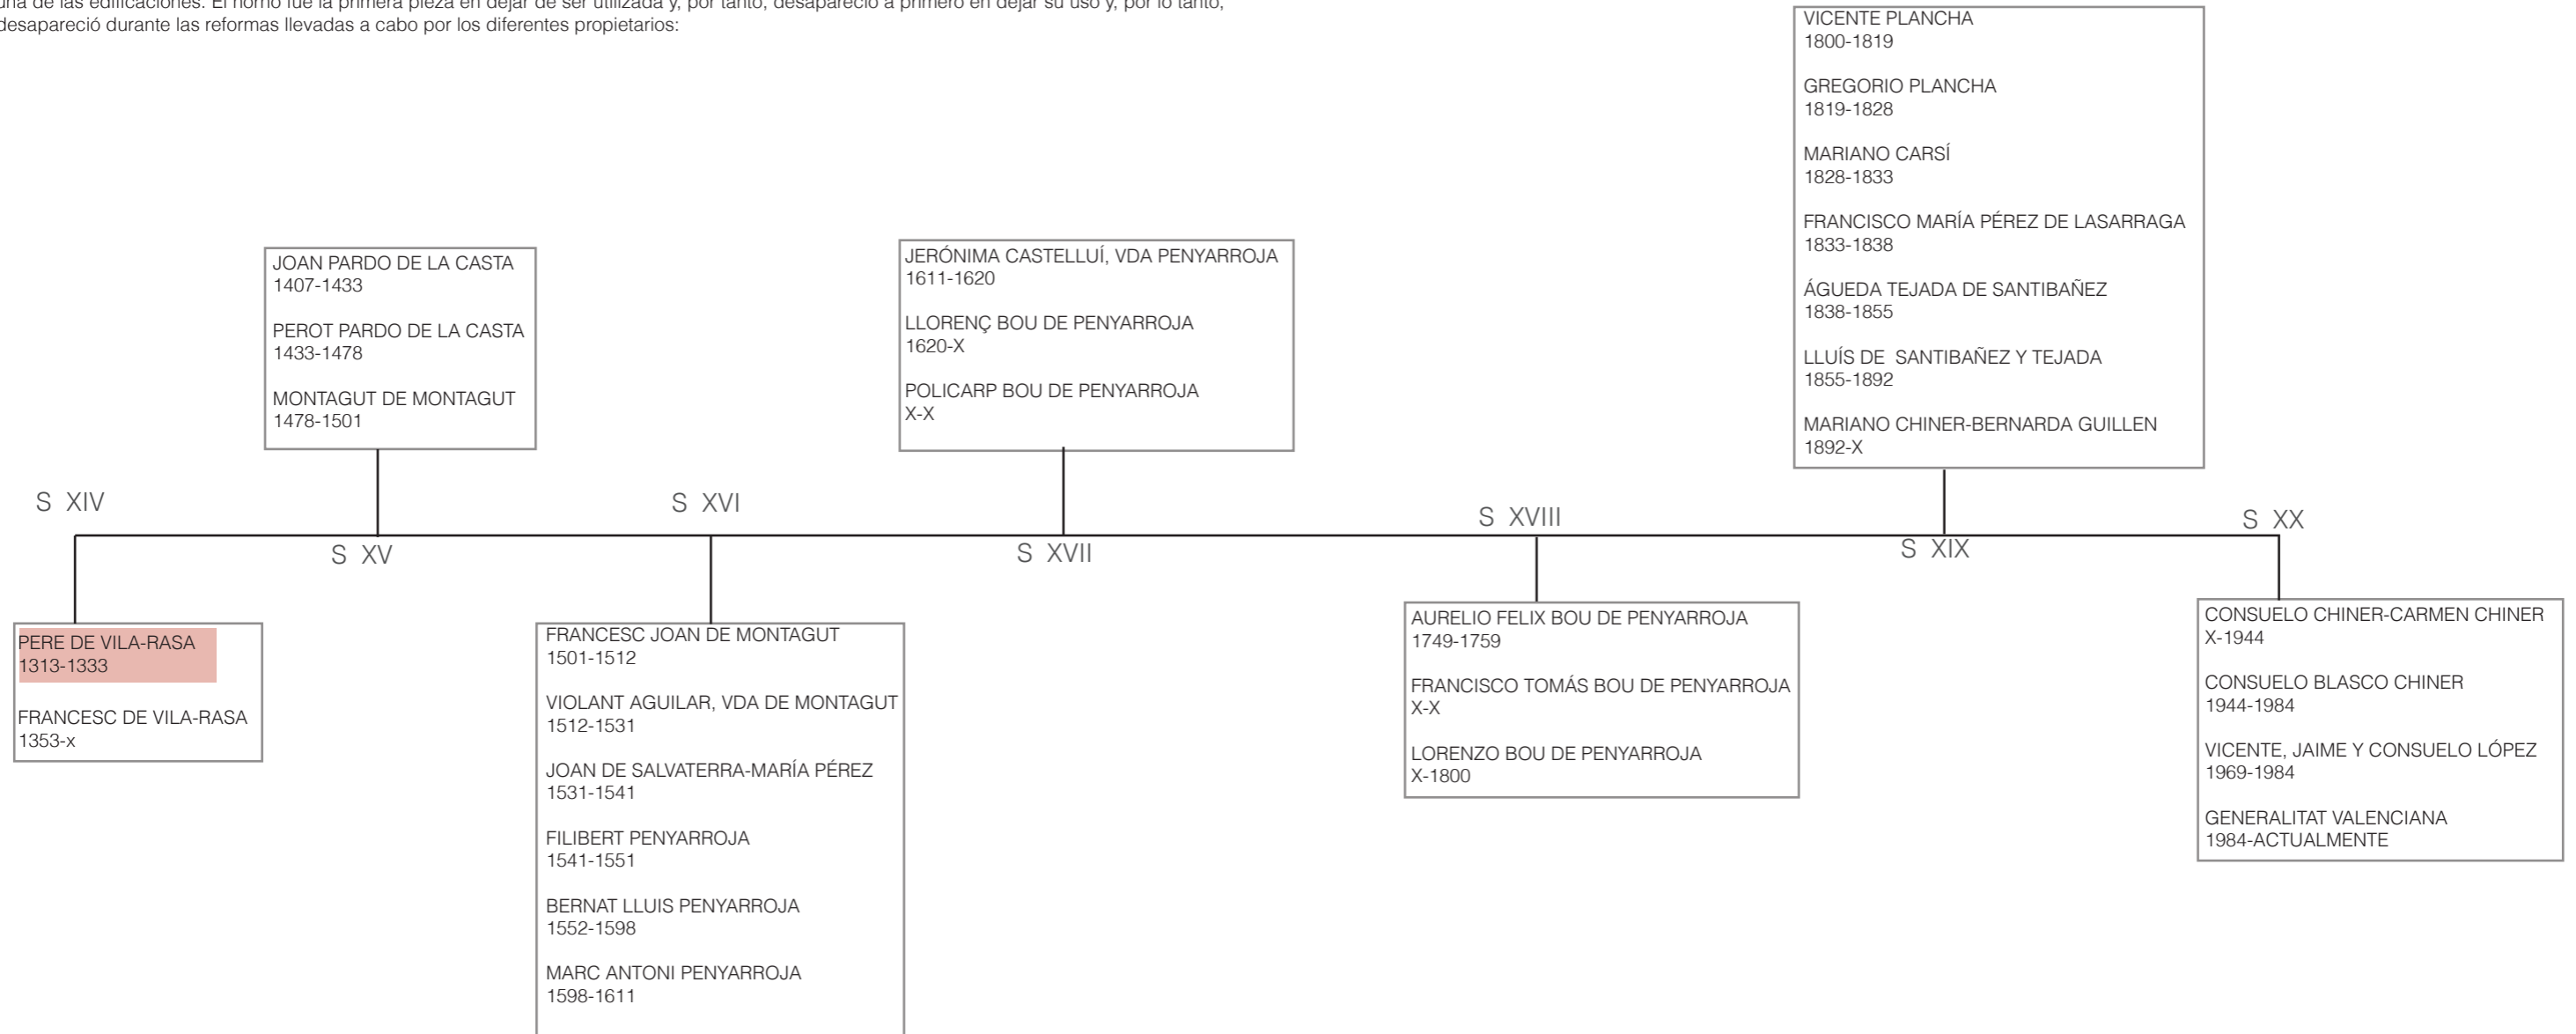 una de las edificaciones. El horno fue la primera pieza en dejar de ser utilizada y, por tanto, desapareció a primero en dejar su uso y, por lo tanto,
desapareció durante las reformas llevadas a cabo por los diferentes propietarios:
VICENTE PLANCHA
1800-1819
GREGORIO PLANCHA
1819-1828
MARIANO CARSÍ
1828-1833
FRANCISCO MARÍA PÉREZ DE LASARRAGA
1833-1838
ÁGUEDA TEJADA DE SANTIBAÑEZ
1838-1855
LLUÍS DE SANTIBAÑEZ Y TEJADA
1855-1892
MARIANO CHINER-BERNARDA GUILLEN
1892-X
JOAN PARDO DE LA CASTA
1407-1433
PEROT PARDO DE LA CASTA
1433-1478
MONTAGUT DE MONTAGUT
1478-1501
JERÓNIMA CASTELLUÍ, VDA PENYARROJA
1611-1620
LLORENÇ BOU DE PENYARROJA
1620-X
POLICARP BOU DE PENYARROJA
X-X
S XIV
S XV
S XVI
S XVII
S XVIII
S XIX
S XX
PERE DE VILA-RASA
1313-1333
FRANCESC DE VILA-RASA
1353-x
FRANCESC JOAN DE MONTAGUT
1501-1512
VIOLANT AGUILAR, VDA DE MONTAGUT
1512-1531
JOAN DE SALVATERRA-MARÍA PÉREZ
1531-1541
FILIBERT PENYARROJA
1541-1551
BERNAT LLUIS PENYARROJA
1552-1598
MARC ANTONI PENYARROJA
1598-1611
AURELIO FELIX BOU DE PENYARROJA
1749-1759
FRANCISCO TOMÁS BOU DE PENYARROJA
X-X
LORENZO BOU DE PENYARROJA
X-1800
CONSUELO CHINER-CARMEN CHINER
X-1944
CONSUELO BLASCO CHINER
1944-1984
VICENTE, JAIME Y CONSUELO LÓPEZ
1969-1984
GENERALITAT VALENCIANA
1984-ACTUALMENTE